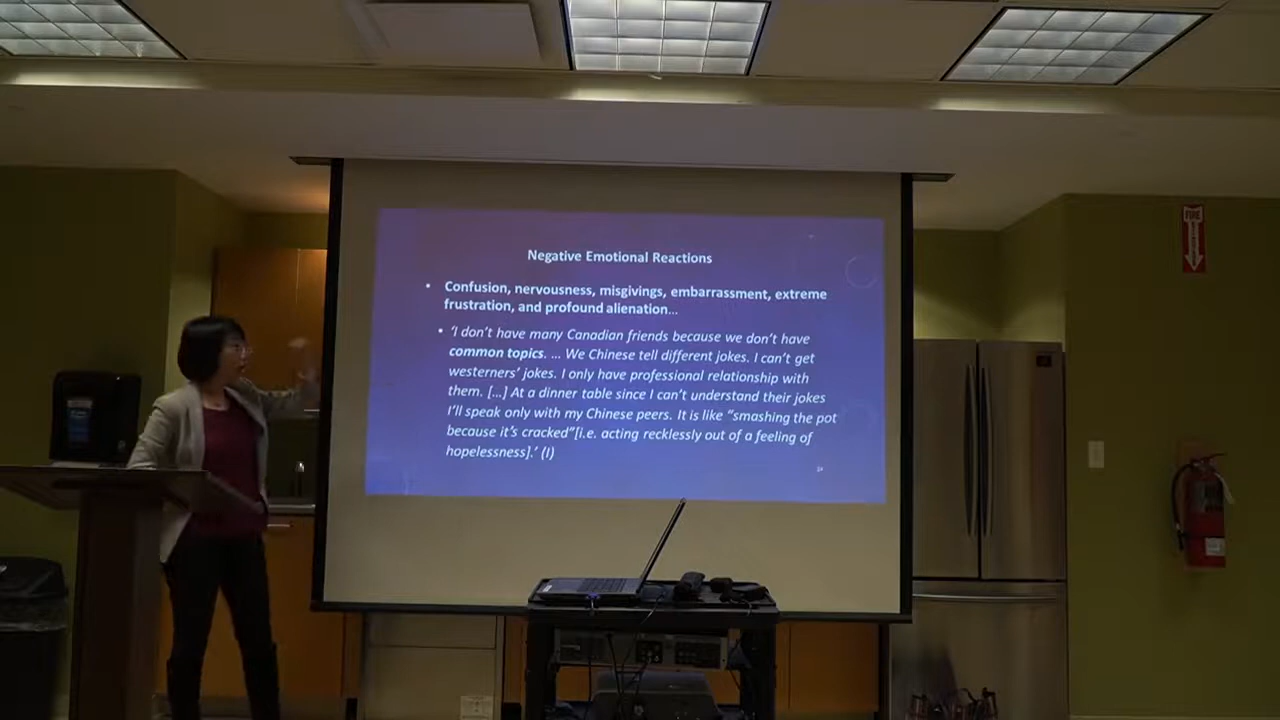 Negative Emotional Reactions
• Confusion, nervousness, misgivings, embarrassment, extreme
frustration, and profound alienation…
• 'I don't have many Canadian friends because we don't have
common topics. … We Chinese tell different jokes. I can't get
westerners' jokes. I only have professional relationship with
them. […] At a dinner table since I can't understand their jokes
I'll speak only with my Chinese peers. It is like "smashing the pot
because it's cracked"[i.e. acting recklessly out of a feeling of
hopelessness].' (I)
FIRE